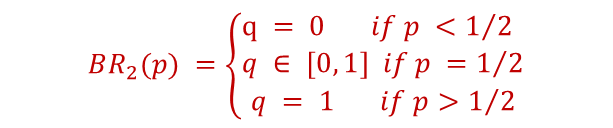 q = 0 if p < 1/2
BR₂(p) = { q ∈ [0,1] if p = 1/2
q = 1 if p > 1/2